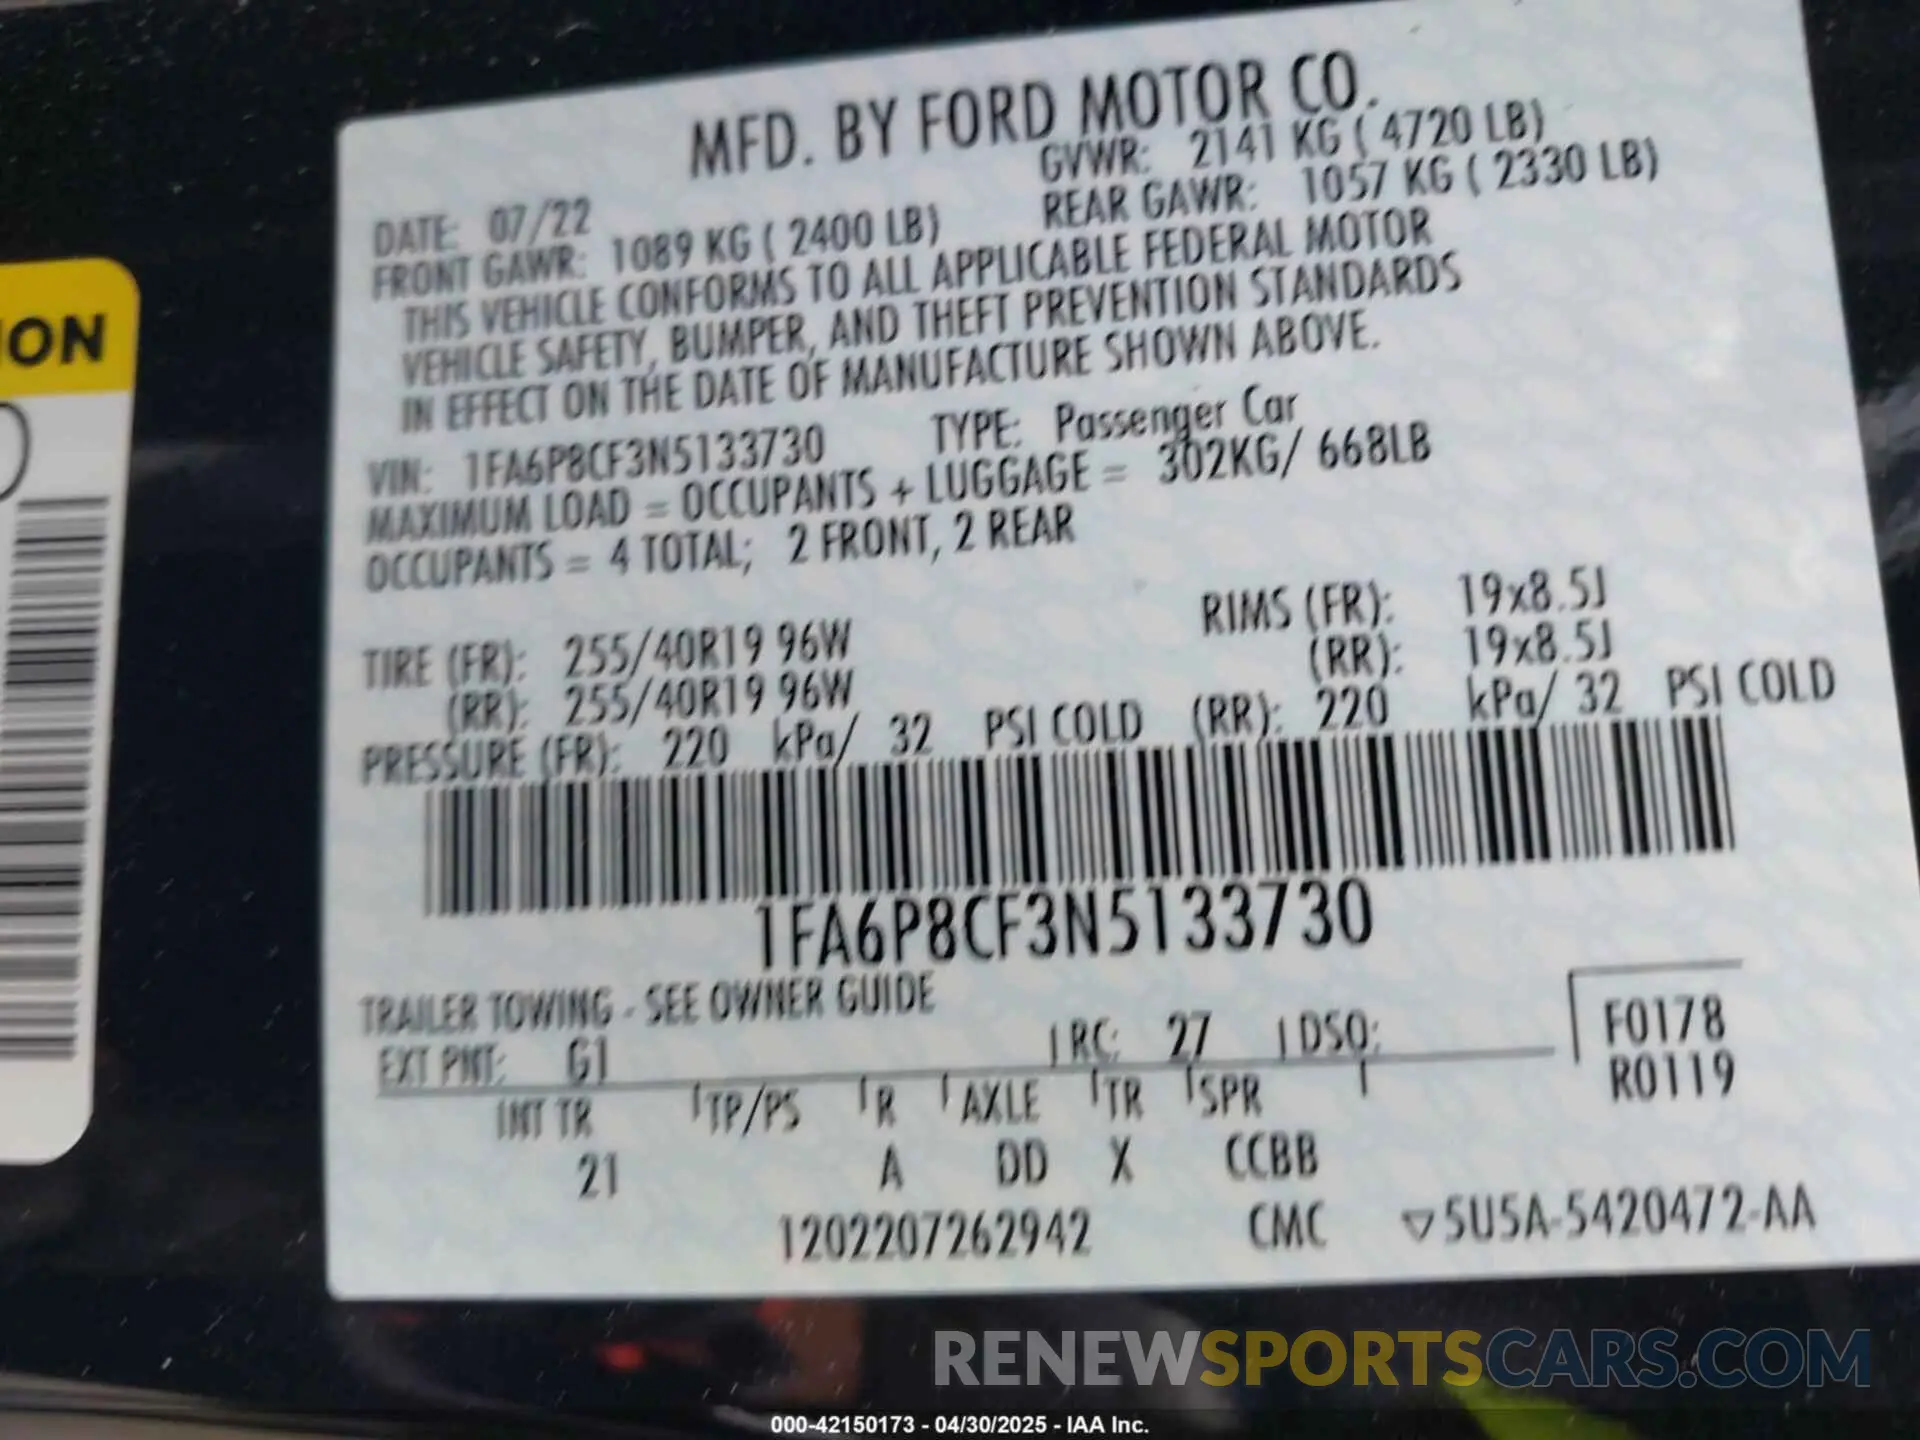 MFD. BY FORD MOTOR CO.
DATE: 07/22 GVWR: 2141 KG ( 4720 LB)
FRONT GAWR: 1089 KG ( 2400 LB) REAR GAWR: 1057 KG ( 2330 LB)
THIS VEHICLE CONFORMS TO ALL APPLICABLE FEDERAL MOTOR
VEHICLE SAFETY, BUMPER, AND THEFT PREVENTION STANDARDS
IN EFFECT ON THE DATE OF MANUFACTURE SHOWN ABOVE.
VIN: 1FA6P8CF3N5133730 TYPE: Passenger Car
MAXIMUM LOAD = OCCUPANTS + LUGGAGE = 302KG/ 668LB
OCCUPANTS = 4 TOTAL; 2 FRONT, 2 REAR
TIRE (FR): 255/40R19 96W RIMS (FR): 19x8.5J
(RR): 255/40R19 96W (RR): 19x8.5J
PRESSURE (FR): 220 kPa/ 32 PSI COLD (RR): 220 kPa/ 32 PSI COLD
1FA6P8CF3N5133730
TRAILER TOWING - SEE OWNER GUIDE
EXT PNT: G1 RC: 27 DSO:
F0178
R0119
INT TR TP/PS R AXLE TR SPR
21 A DD X CCBB
1202207262942 CMC ▽5U5A-5420472-AA
ION
RENEWSPORTSCARS.COM
000-42150173 - 04/30/2025 - IAA Inc.